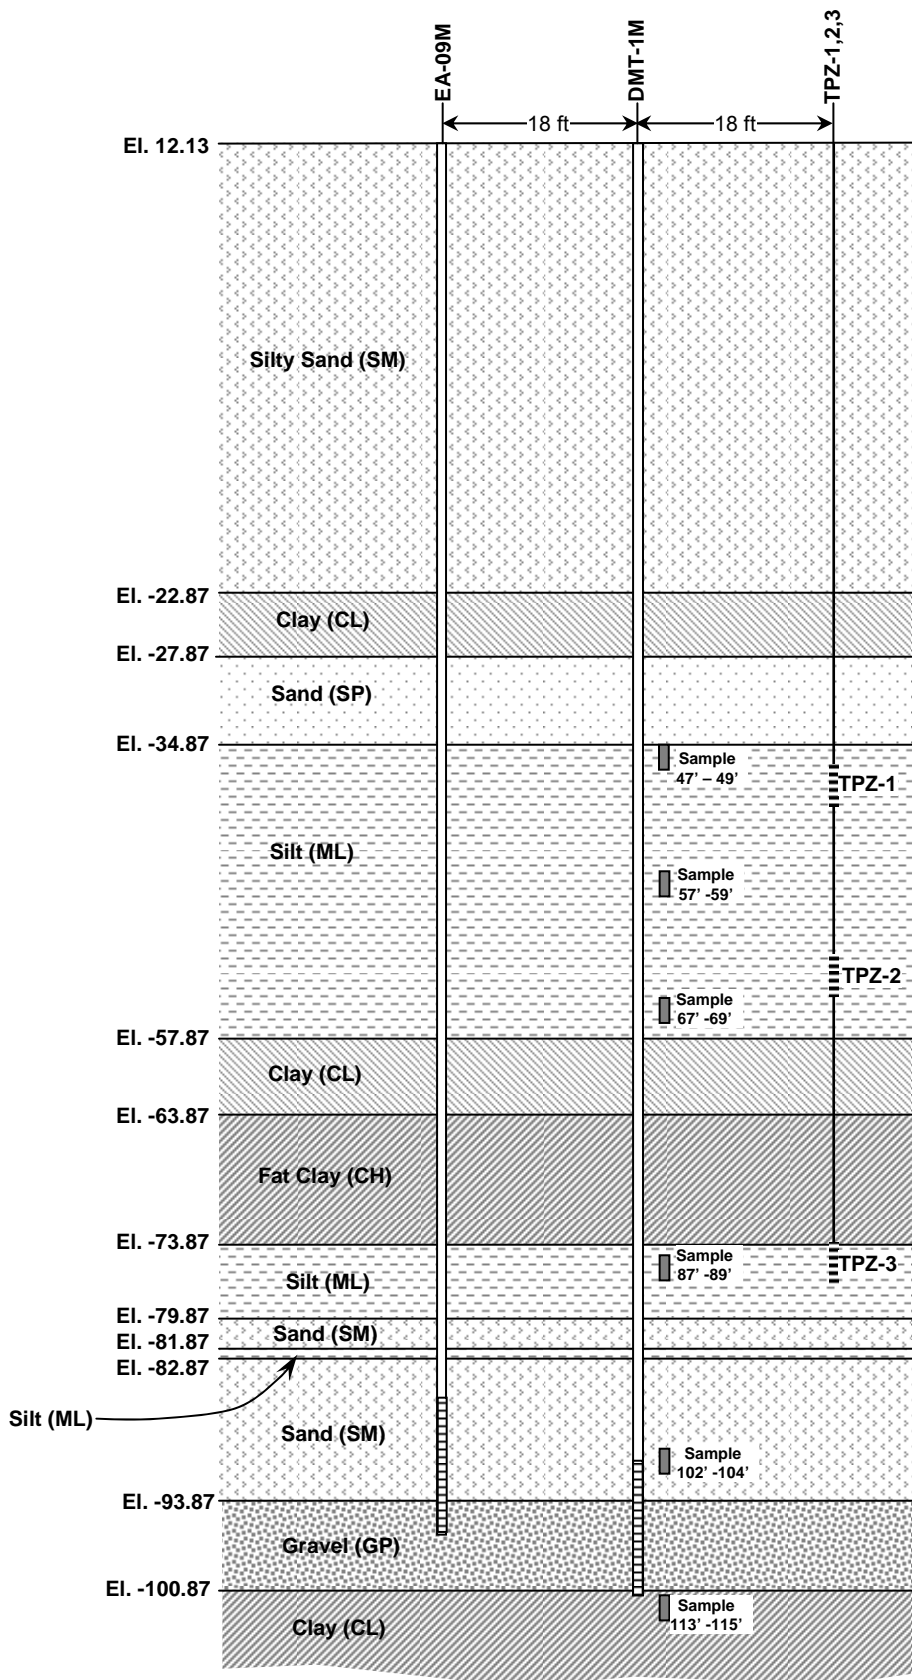 EA-09M
DMT-1M
TPZ-1,2,3
18 ft
18 ft
El. 12.13
Silty Sand (SM)
El. -22.87
Clay (CL)
El. -27.87
Sand (SP)
El. -34.87
Sample
47’ – 49’
TPZ-1
Silt (ML)
Sample
57’ -59’
TPZ-2
Sample
67’ -69’
El. -57.87
Clay (CL)
El. -63.87
Fat Clay (CH)
El. -73.87
Sample
87’ -89’
TPZ-3
Silt (ML)
El. -79.87
Sand (SM)
El. -81.87
El. -82.87
Silt (ML)
Sand (SM)
Sample
102’ -104’
El. -93.87
Gravel (GP)
El. -100.87
Sample
113’ -115’
Clay (CL)